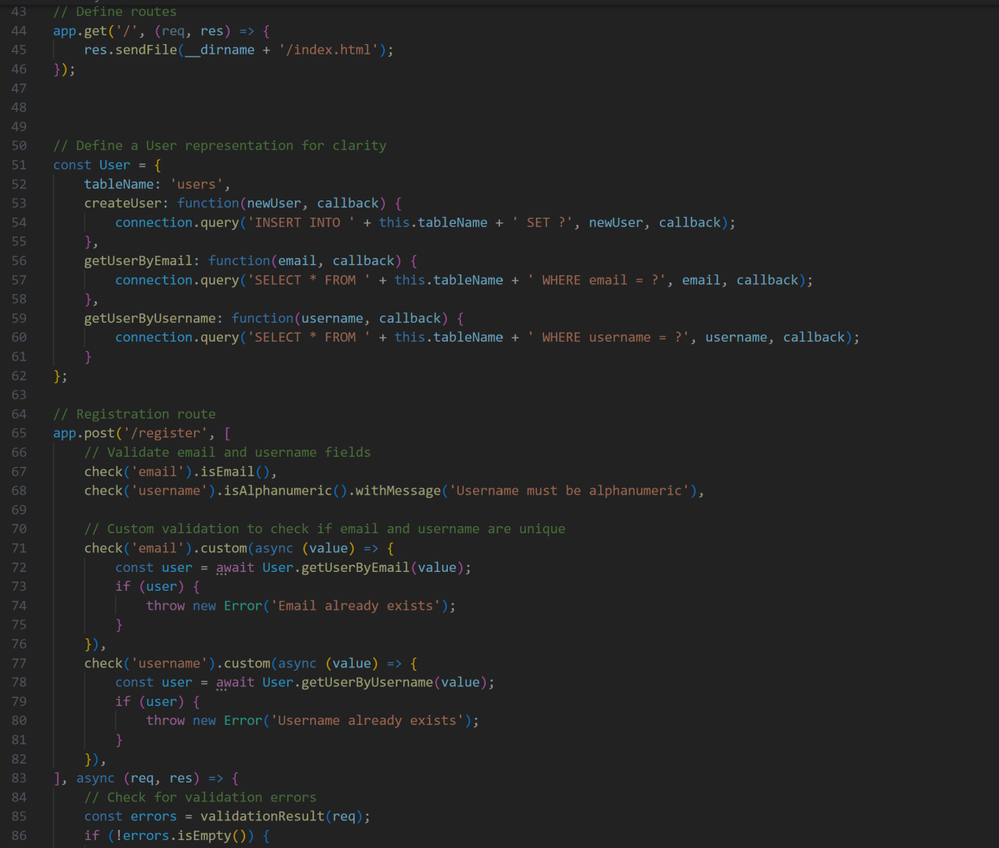 43 // Define routes
44 app.get('/', (req, res) => {
45     res.sendFile(__dirname + '/index.html');
46 });
47
48
49
50 // Define a User representation for clarity
51 const User = {
52     tableName: 'users',
53     createUser: function(newUser, callback) {
54         connection.query('INSERT INTO ' + this.tableName + ' SET ?', newUser, callback);
55     },
56     getUserByEmail: function(email, callback) {
57         connection.query('SELECT * FROM ' + this.tableName + ' WHERE email = ?', email, callback);
58     },
59     getUserByUsername: function(username, callback) {
60         connection.query('SELECT * FROM ' + this.tableName + ' WHERE username = ?', username, callback);
61     }
62 };
63
64 // Registration route
65 app.post('/register', [
66     // Validate email and username fields
67     check('email').isEmail(),
68     check('username').isAlphanumeric().withMessage('Username must be alphanumeric'),
69
70     // Custom validation to check if email and username are unique
71     check('email').custom(async (value) => {
72         const user = await User.getUserByEmail(value);
73         if (user) {
74             throw new Error('Email already exists');
75         }
76     }),
77     check('username').custom(async (value) => {
78         const user = await User.getUserByUsername(value);
79         if (user) {
80             throw new Error('Username already exists');
81         }
82     }),
83 ], async (req, res) => {
84     // Check for validation errors
85     const errors = validationResult(req);
86     if (!errors.isEmpty()) {